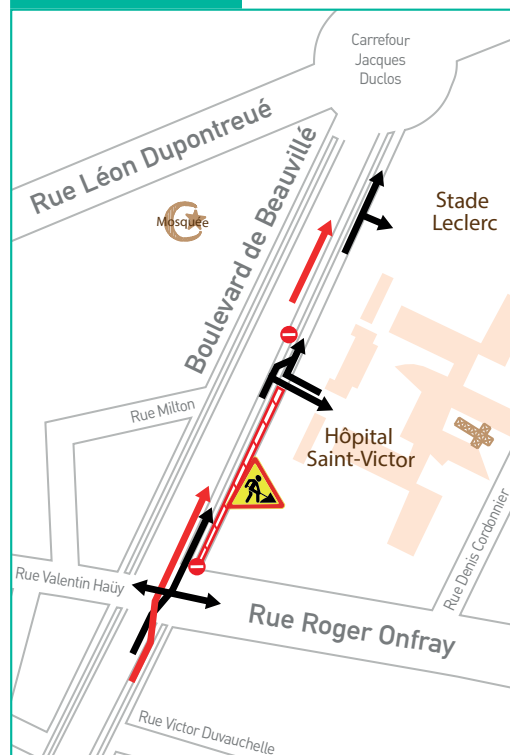 Carrefour
Jacques
Duclos
Rue Léon Dupontreué
Boulevard de Beauvillé
Mosquée
Stade
Leclerc
Rue Milton
Hôpital
Saint-Victor
Rue Denis Cordonnier
Rue Valentin Haüy
Rue Roger Onfray
Rue Victor Duvauchelle